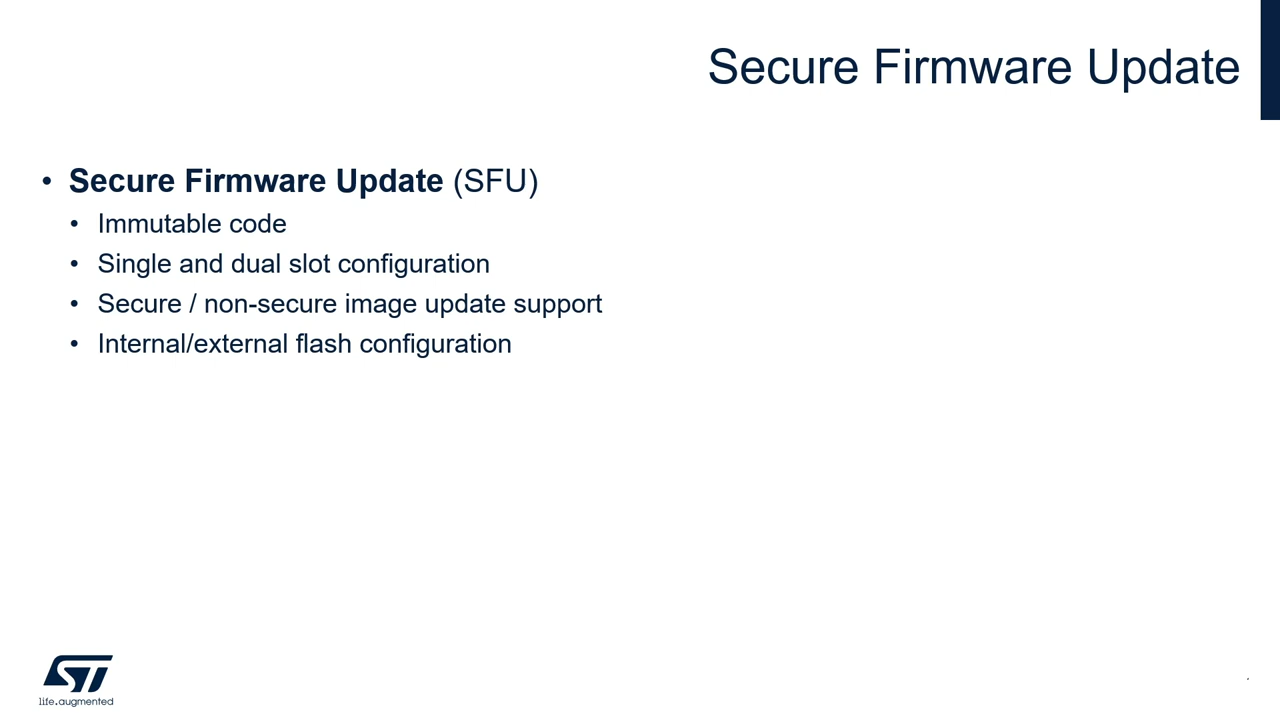 Secure Firmware Update
• Secure Firmware Update (SFU)
• Immutable code
• Single and dual slot configuration
• Secure / non-secure image update support
• Internal/external flash configuration
ST
life.augmented